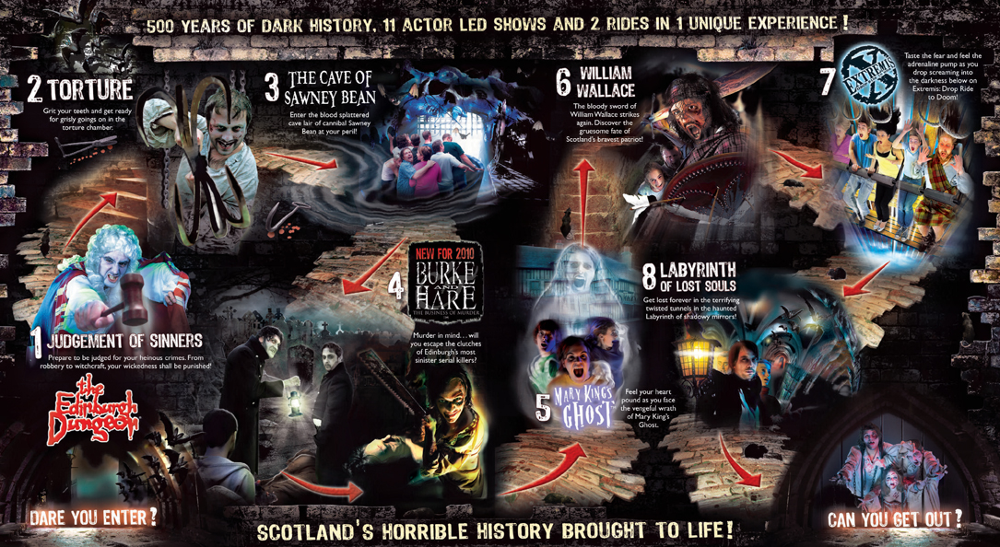 500 YEARS OF DARK HISTORY, 11 ACTOR LED SHOWS AND 2 RIDES IN 1 UNIQUE EXPERIENCE!
1 JUDGEMENT OF SINNERS
Prepare to be judged for your heinous crimes. From
robbery to witchcraft, your wickedness shall be punished!
2 TORTURE
Grit your teeth and get ready
for grisly goings on in the
torture chamber.
3 THE CAVE OF
SAWNEY BEAN
Enter the blood splattered
cave lair of cannibal Sawney
Bean at your peril!
4
NEW FOR 2010
BURKE
AND
HARE
THE BUSINESS OF MURDER
Murder in mind... will
you escape the clutches
of Edinburgh's most
sinister serial killers?
5 MARY KING'S
GHOST
Feel your heart
pound as you face
the vengeful wrath
of Mary King's
Ghost.
6 WILLIAM
WALLACE
The bloody sword of
William Wallace strikes
again. Discover the
gruesome fate of
Scotland's bravest patriot!
7 EXTREMIS
Taste the fear and feel the
adrenaline pump as you
drop screaming into
the darkness below on
Extremis: Drop Ride
to Doom!
8 LABYRINTH
OF LOST SOULS
Get lost forever in the terrifying
twisted tunnels in the haunted
Labyrinth of shadowy mirrors!
the
Edinburgh
Dungeon
DARE YOU ENTER?
SCOTLAND'S HORRIBLE HISTORY BROUGHT TO LIFE!
CAN YOU GET OUT?